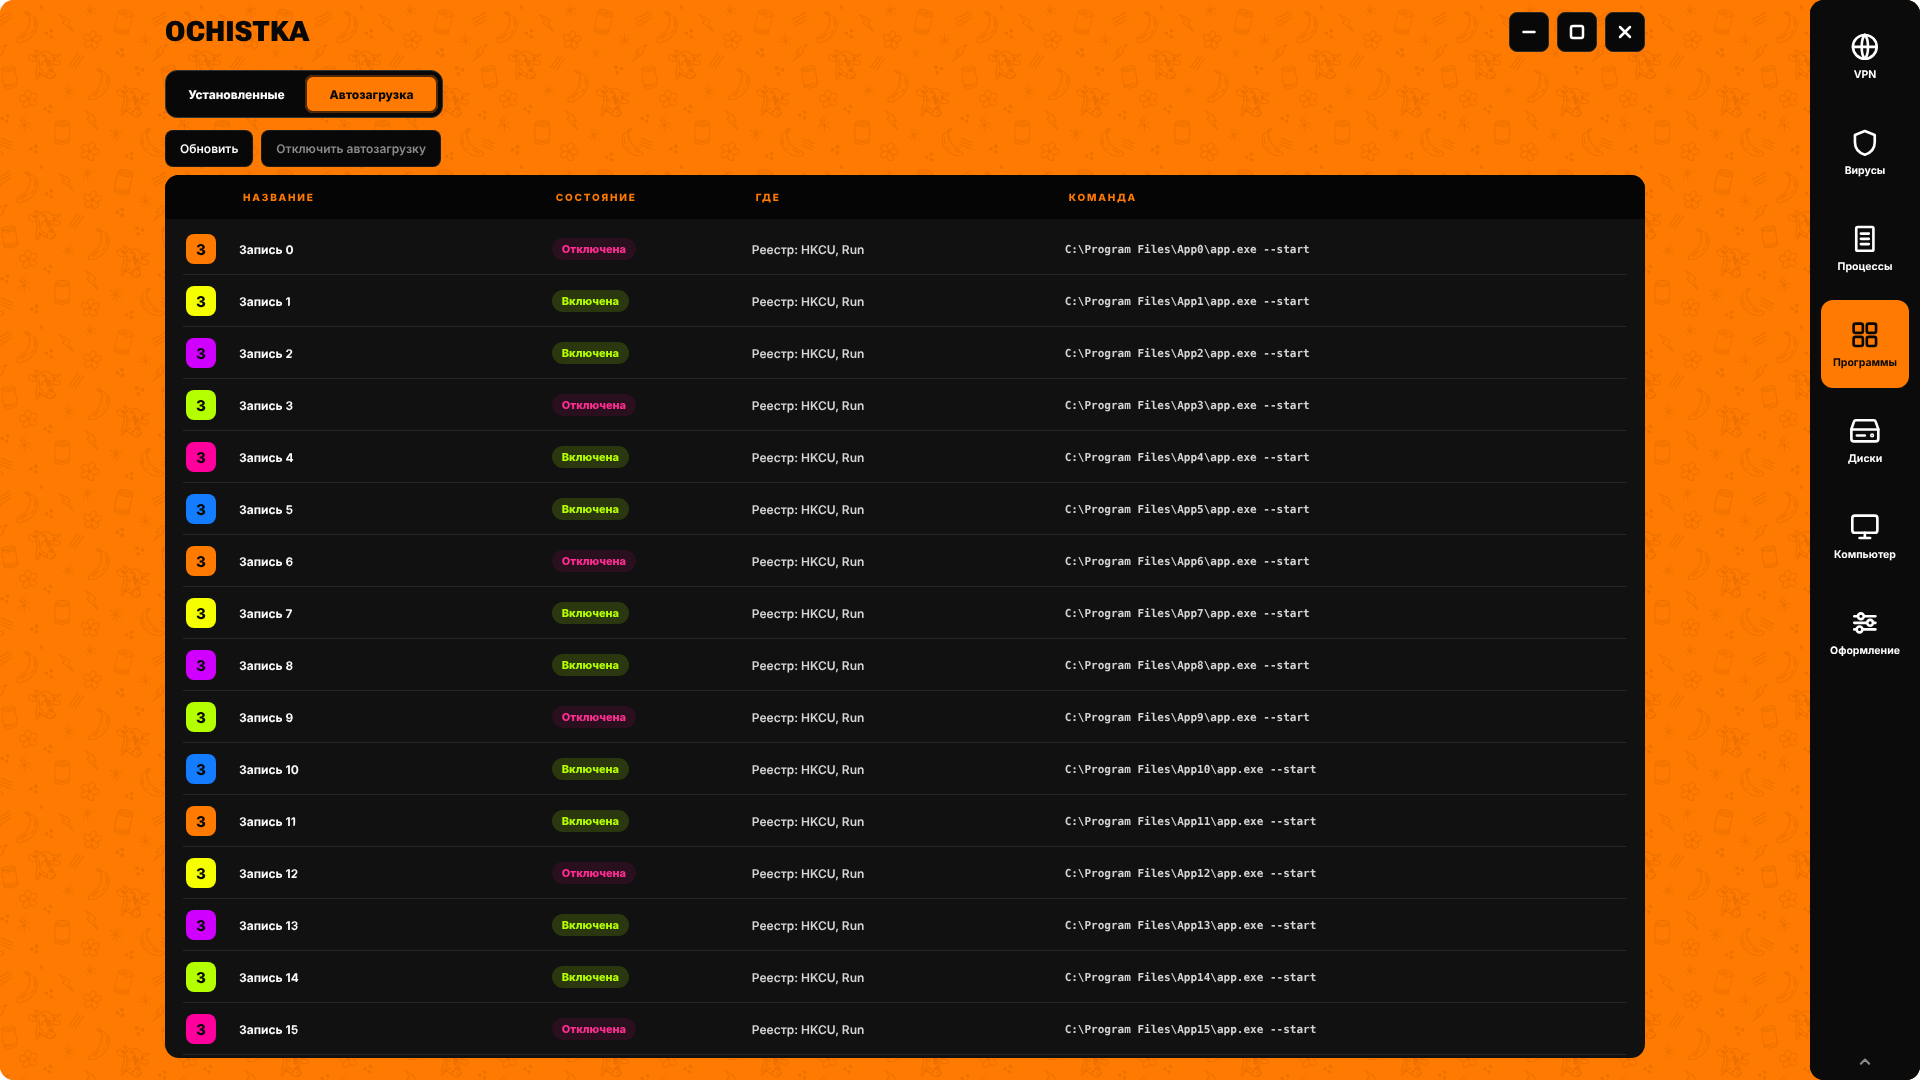 OCHISTKA
Установленные Автозагрузка
Обновить Отключить автозагрузку
НАЗВАНИЕ СОСТОЯНИЕ ГДЕ КОМАНДА
З Запись 0 Отключена Реестр: HKCU, Run C:\Program Files\App0\app.exe --start
З Запись 1 Включена Реестр: HKCU, Run C:\Program Files\App1\app.exe --start
З Запись 2 Включена Реестр: HKCU, Run C:\Program Files\App2\app.exe --start
З Запись 3 Отключена Реестр: HKCU, Run C:\Program Files\App3\app.exe --start
З Запись 4 Включена Реестр: HKCU, Run C:\Program Files\App4\app.exe --start
З Запись 5 Включена Реестр: HKCU, Run C:\Program Files\App5\app.exe --start
З Запись 6 Отключена Реестр: HKCU, Run C:\Program Files\App6\app.exe --start
З Запись 7 Включена Реестр: HKCU, Run C:\Program Files\App7\app.exe --start
З Запись 8 Включена Реестр: HKCU, Run C:\Program Files\App8\app.exe --start
З Запись 9 Отключена Реестр: HKCU, Run C:\Program Files\App9\app.exe --start
З Запись 10 Включена Реестр: HKCU, Run C:\Program Files\App10\app.exe --start
З Запись 11 Включена Реестр: HKCU, Run C:\Program Files\App11\app.exe --start
З Запись 12 Отключена Реестр: HKCU, Run C:\Program Files\App12\app.exe --start
З Запись 13 Включена Реестр: HKCU, Run C:\Program Files\App13\app.exe --start
З Запись 14 Включена Реестр: HKCU, Run C:\Program Files\App14\app.exe --start
З Запись 15 Отключена Реестр: HKCU, Run C:\Program Files\App15\app.exe --start
VPN
Вирусы
Процессы
Программы
Диски
Компьютер
Оформление